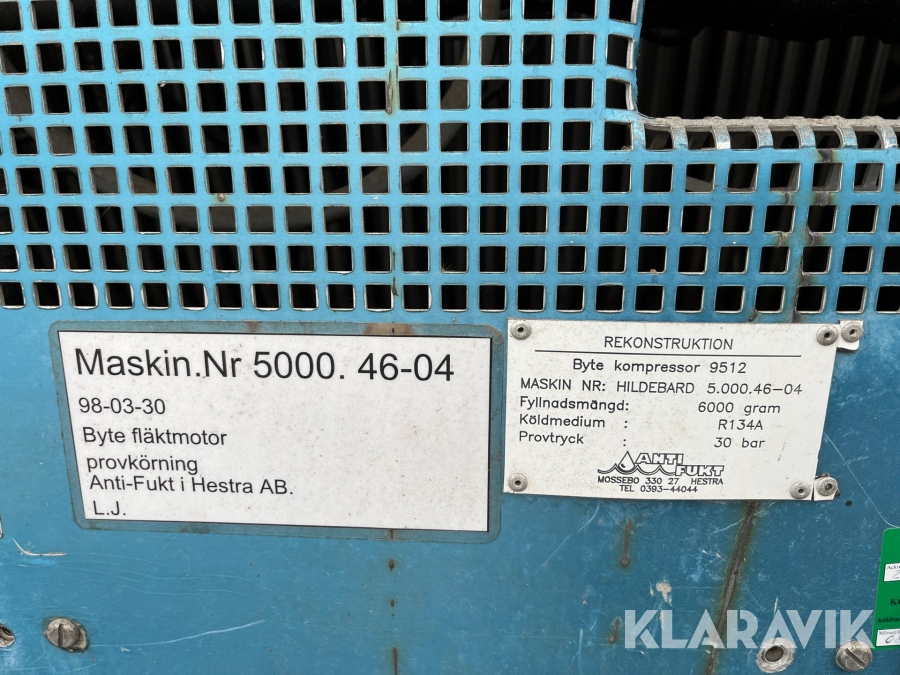 KLARAVIK
Maskin.Nr 5000. 46-04
98-03-30
Byte fläktmotor
provkörning
Anti-Fukt i Hestra AB.
L.J.
REKONSTRUKTION
Byte kompressor 9512
MASKIN NR: HILDEBARD 5.000.46-04
Fyllnadsmängd: 6000 gram
Köldmedium : R134A
Provtryck : 30 bar
ANTI
FUKT
MOSSEBO 330 27 HESTRA
TEL 0393-44044
KLARAVIK